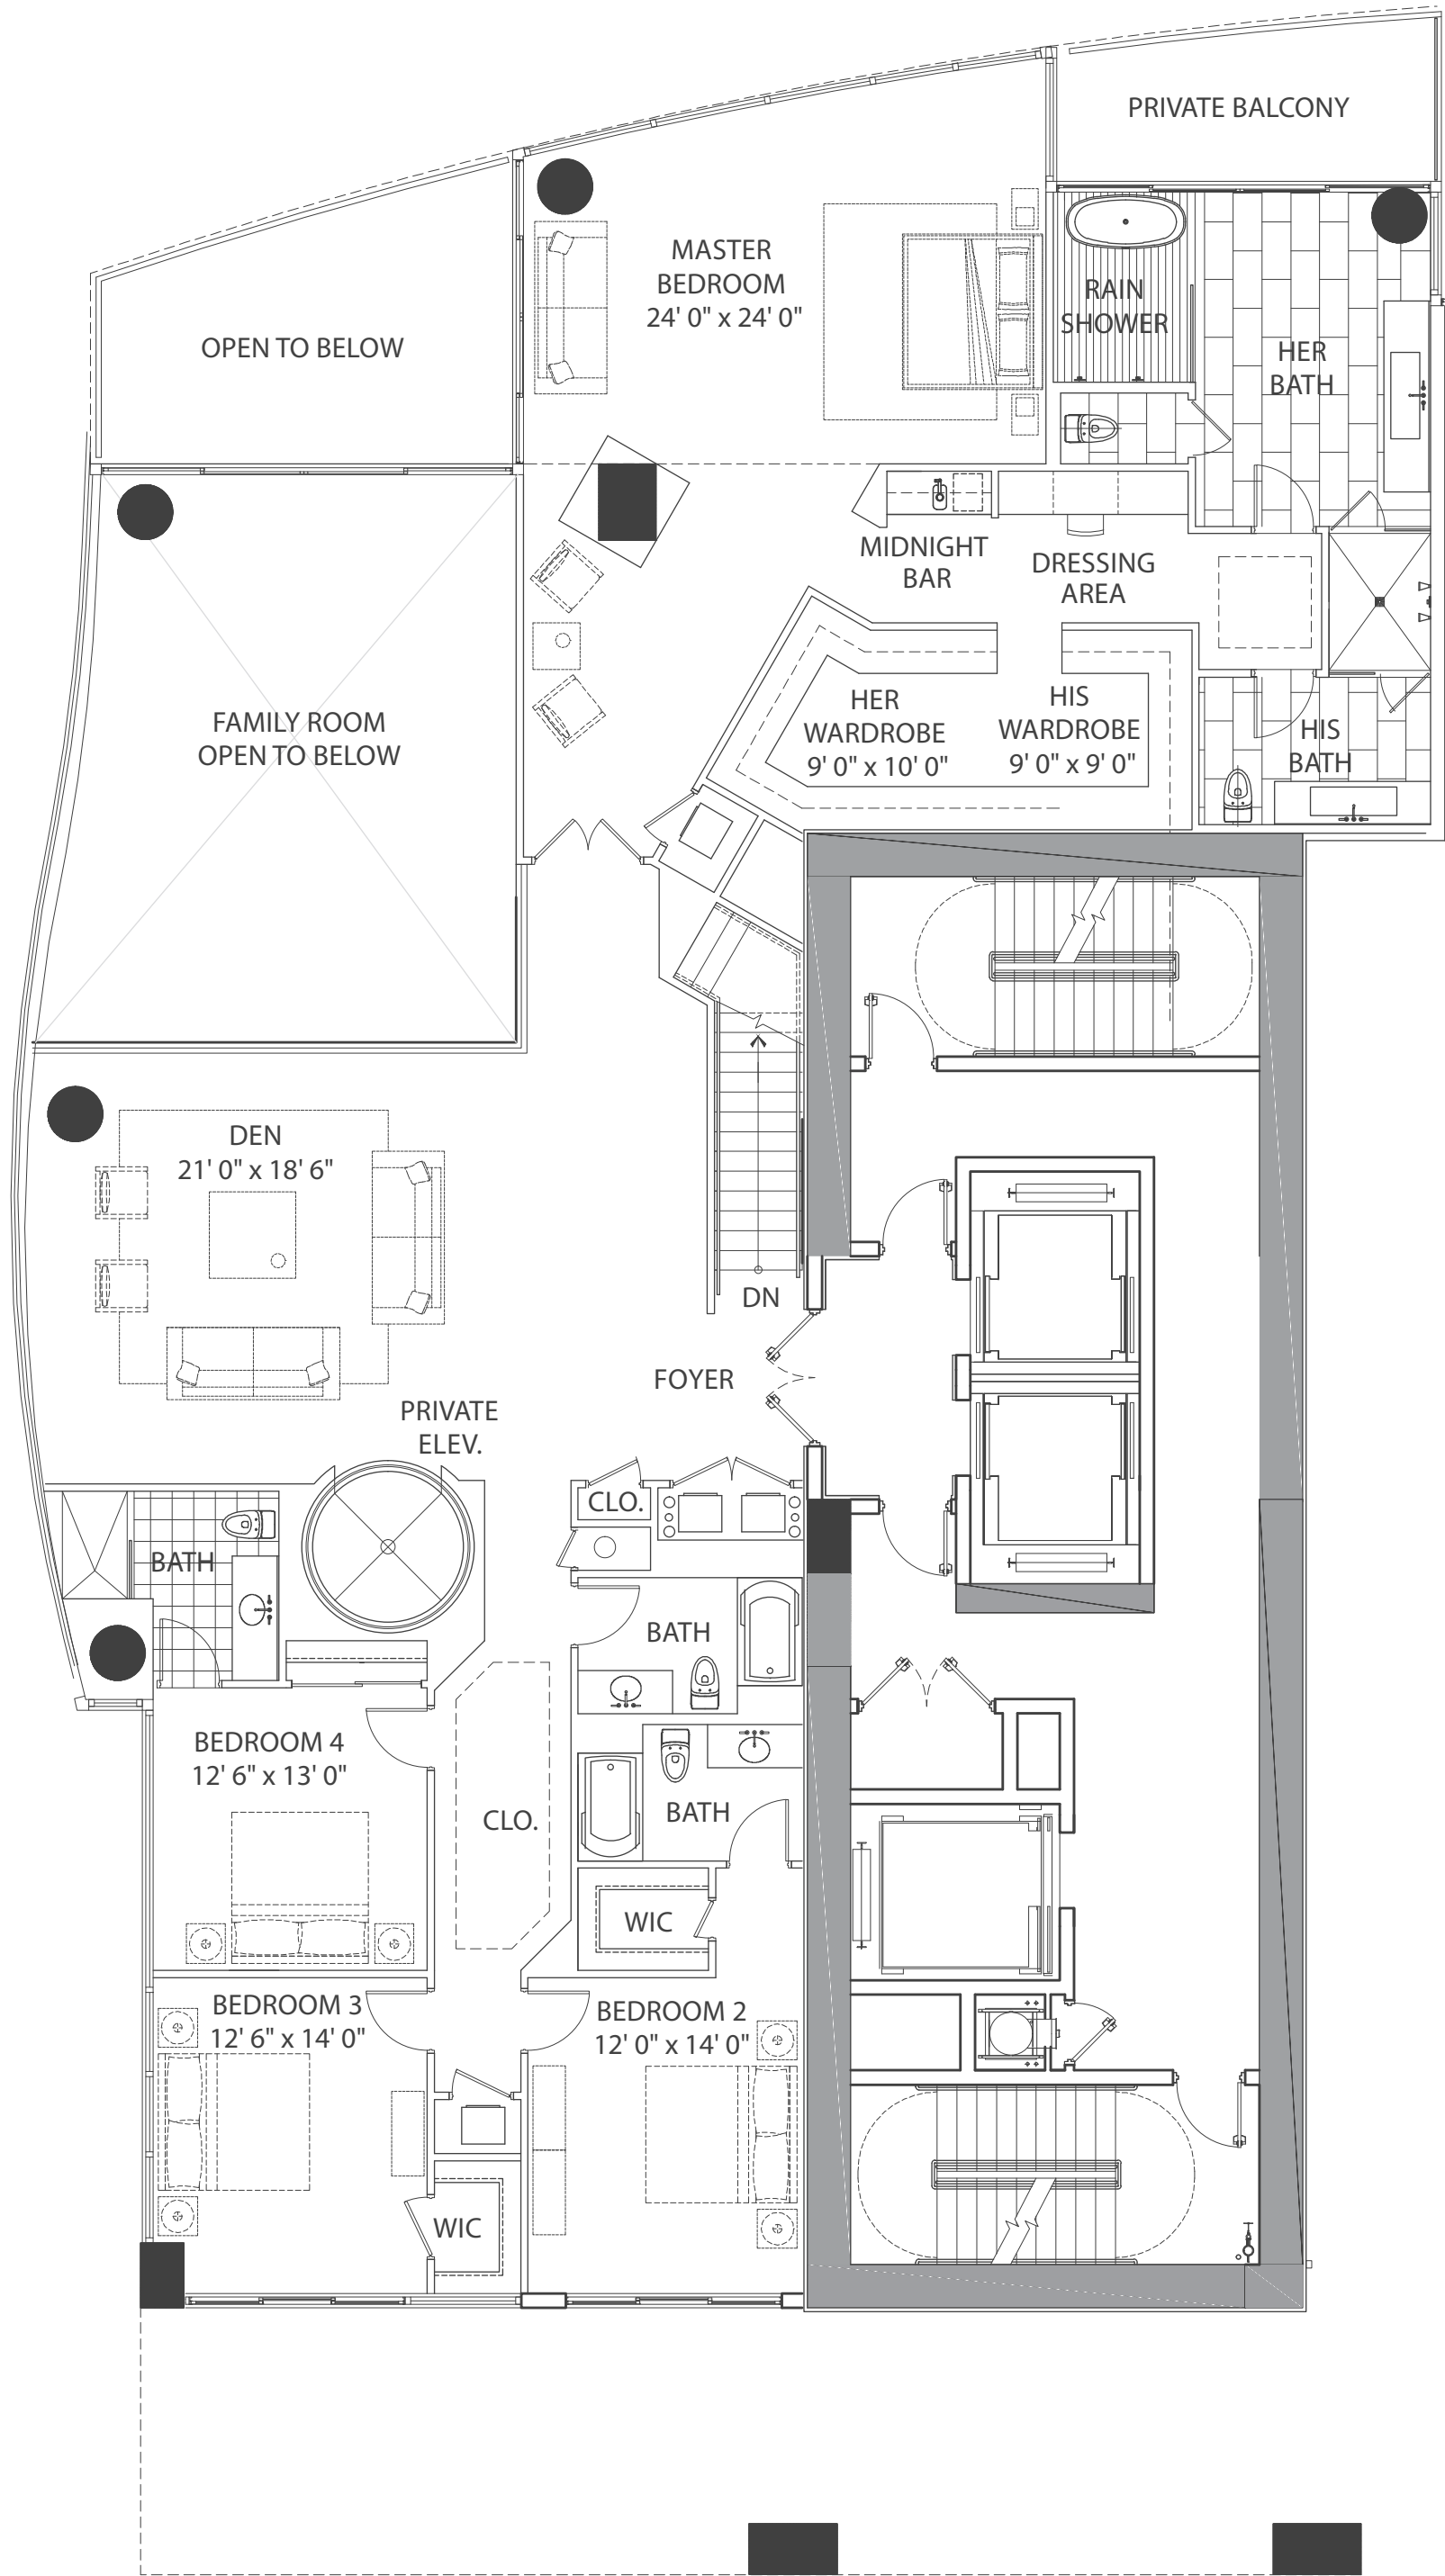 PRIVATE BALCONY
MASTER
BEDROOM
24' 0" x 24' 0"
RAIN
SHOWER
OPEN TO BELOW
HER
BATH
MIDNIGHT
BAR
DRESSING
AREA
FAMILY ROOM
OPEN TO BELOW
HER
WARDROBE
9' 0" x 10' 0"
HIS
WARDROBE
9' 0" x 9' 0"
HIS
BATH
DEN
21' 0" x 18' 6"
DN
FOYER
PRIVATE
ELEV.
CLO.
BATH
BATH
BEDROOM 4
12' 6" x 13' 0"
CLO.
BATH
WIC
BEDROOM 3
12' 6" x 14' 0"
BEDROOM 2
12' 0" x 14' 0"
WIC